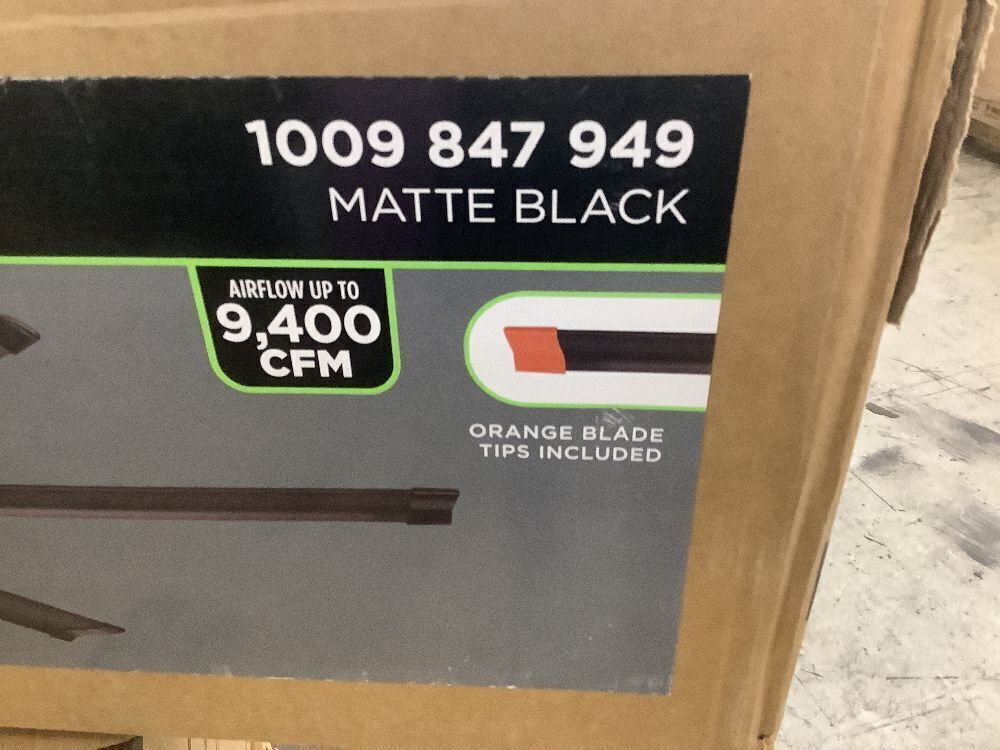 1009 847 949
MATTE BLACK
AIRFLOW UP TO
9,400
CFM
ORANGE BLADE
TIPS INCLUDED